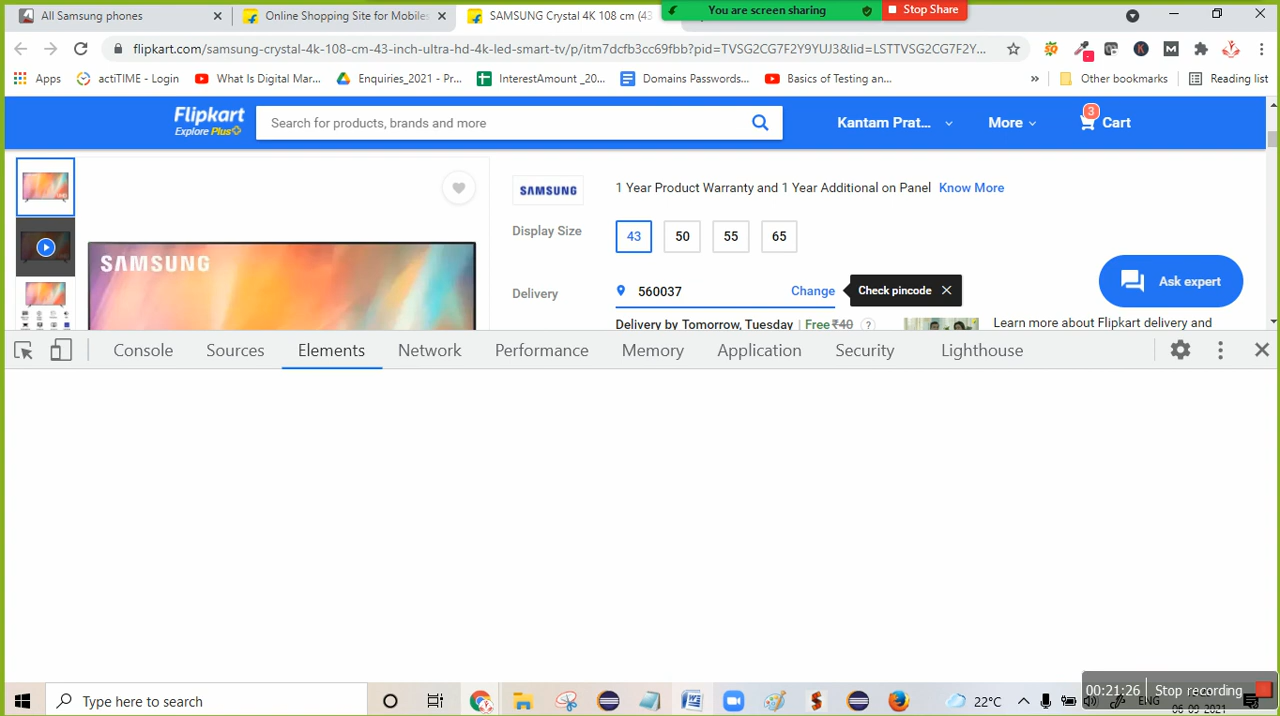 All Samsung phones
Online Shopping Site for Mobiles
SAMSUNG Crystal 4K 108 cm (43
You are screen sharing
Stop Share
flipkart.com/samsung-crystal-4k-108-cm-43-inch-ultra-hd-4k-led-smart-tv/p/itm7dcfb3cc69fbb?pid=TVSG2CG7F2Y9YUJ3&lid=LSTTVSG2CG7F2Y...
Apps
actiTIME - Login
What Is Digital Mar...
Enquiries_2021 - Pr...
InterestAmount _20...
Domains Passwords...
Basics of Testing an...
»
Other bookmarks
Reading list
Flipkart
Explore Plus
Search for products, brands and more
Kantam Prat...
More
3
Cart
SAMSUNG
SAMSUNG
1 Year Product Warranty and 1 Year Additional on Panel
Know More
Display Size
43
50
55
65
Delivery
560037
Change
Check pincode
Ask expert
Delivery by Tomorrow, Tuesday | Free ₹40 ?
Learn more about Flipkart delivery and
Console
Sources
Elements
Network
Performance
Memory
Application
Security
Lighthouse
Type here to search
22°C
ENG
06-09-2021
00:21:26
Stop recording